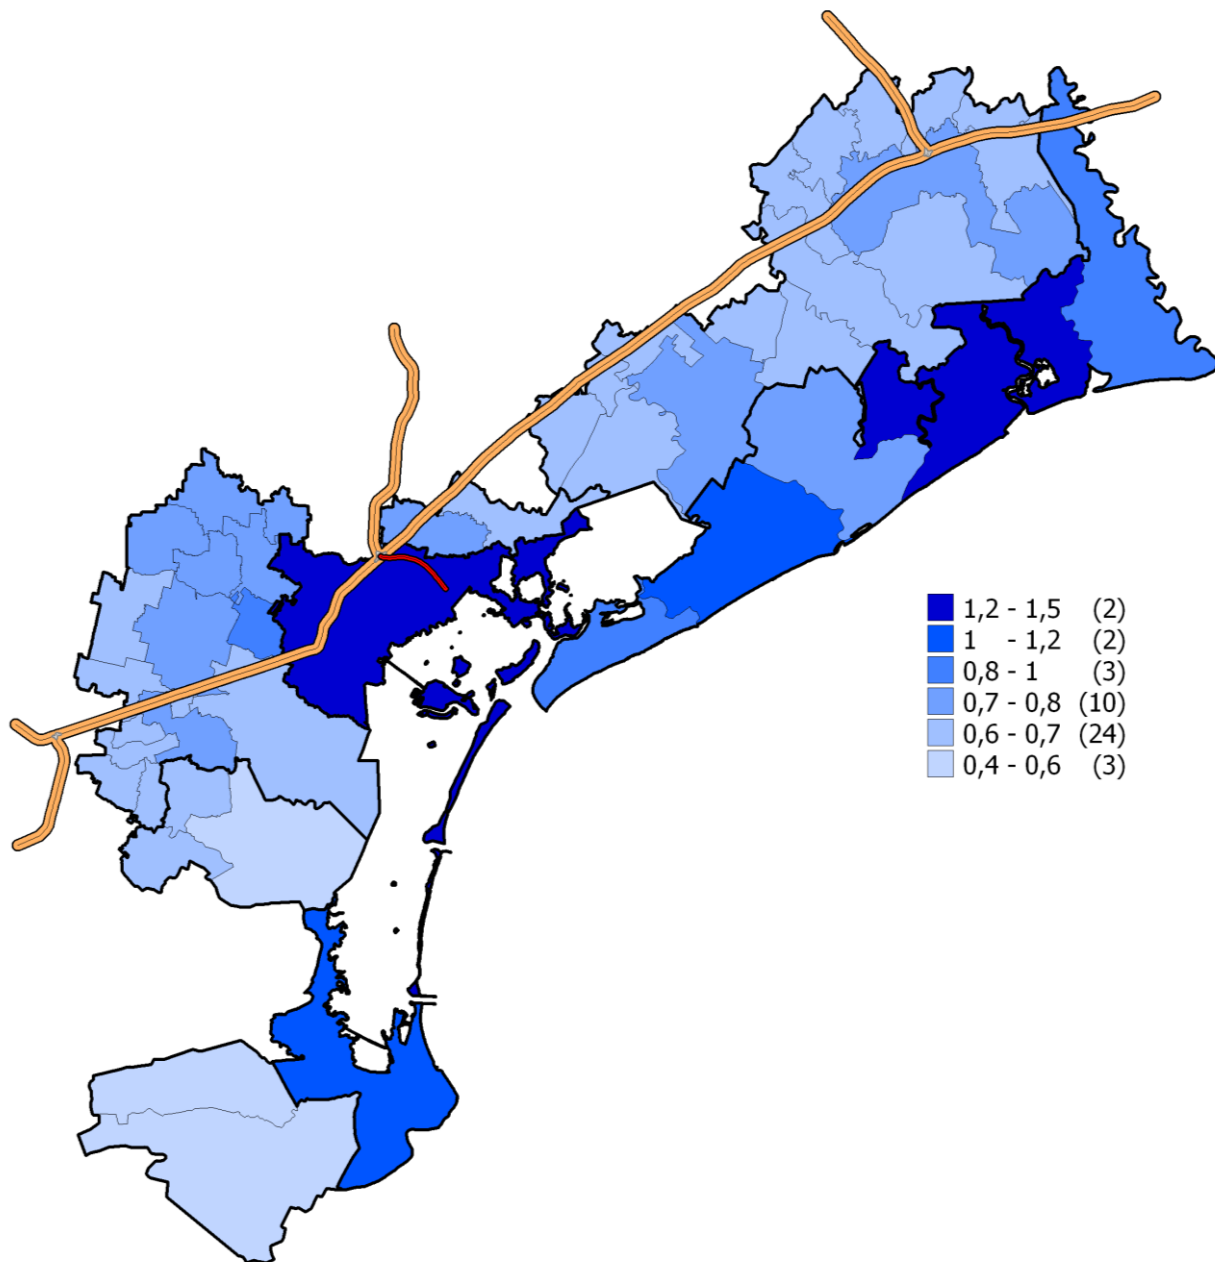 1,2 - 1,5 (2)
1 - 1,2 (2)
0,8 - 1 (3)
0,7 - 0,8 (10)
0,6 - 0,7 (24)
0,4 - 0,6 (3)